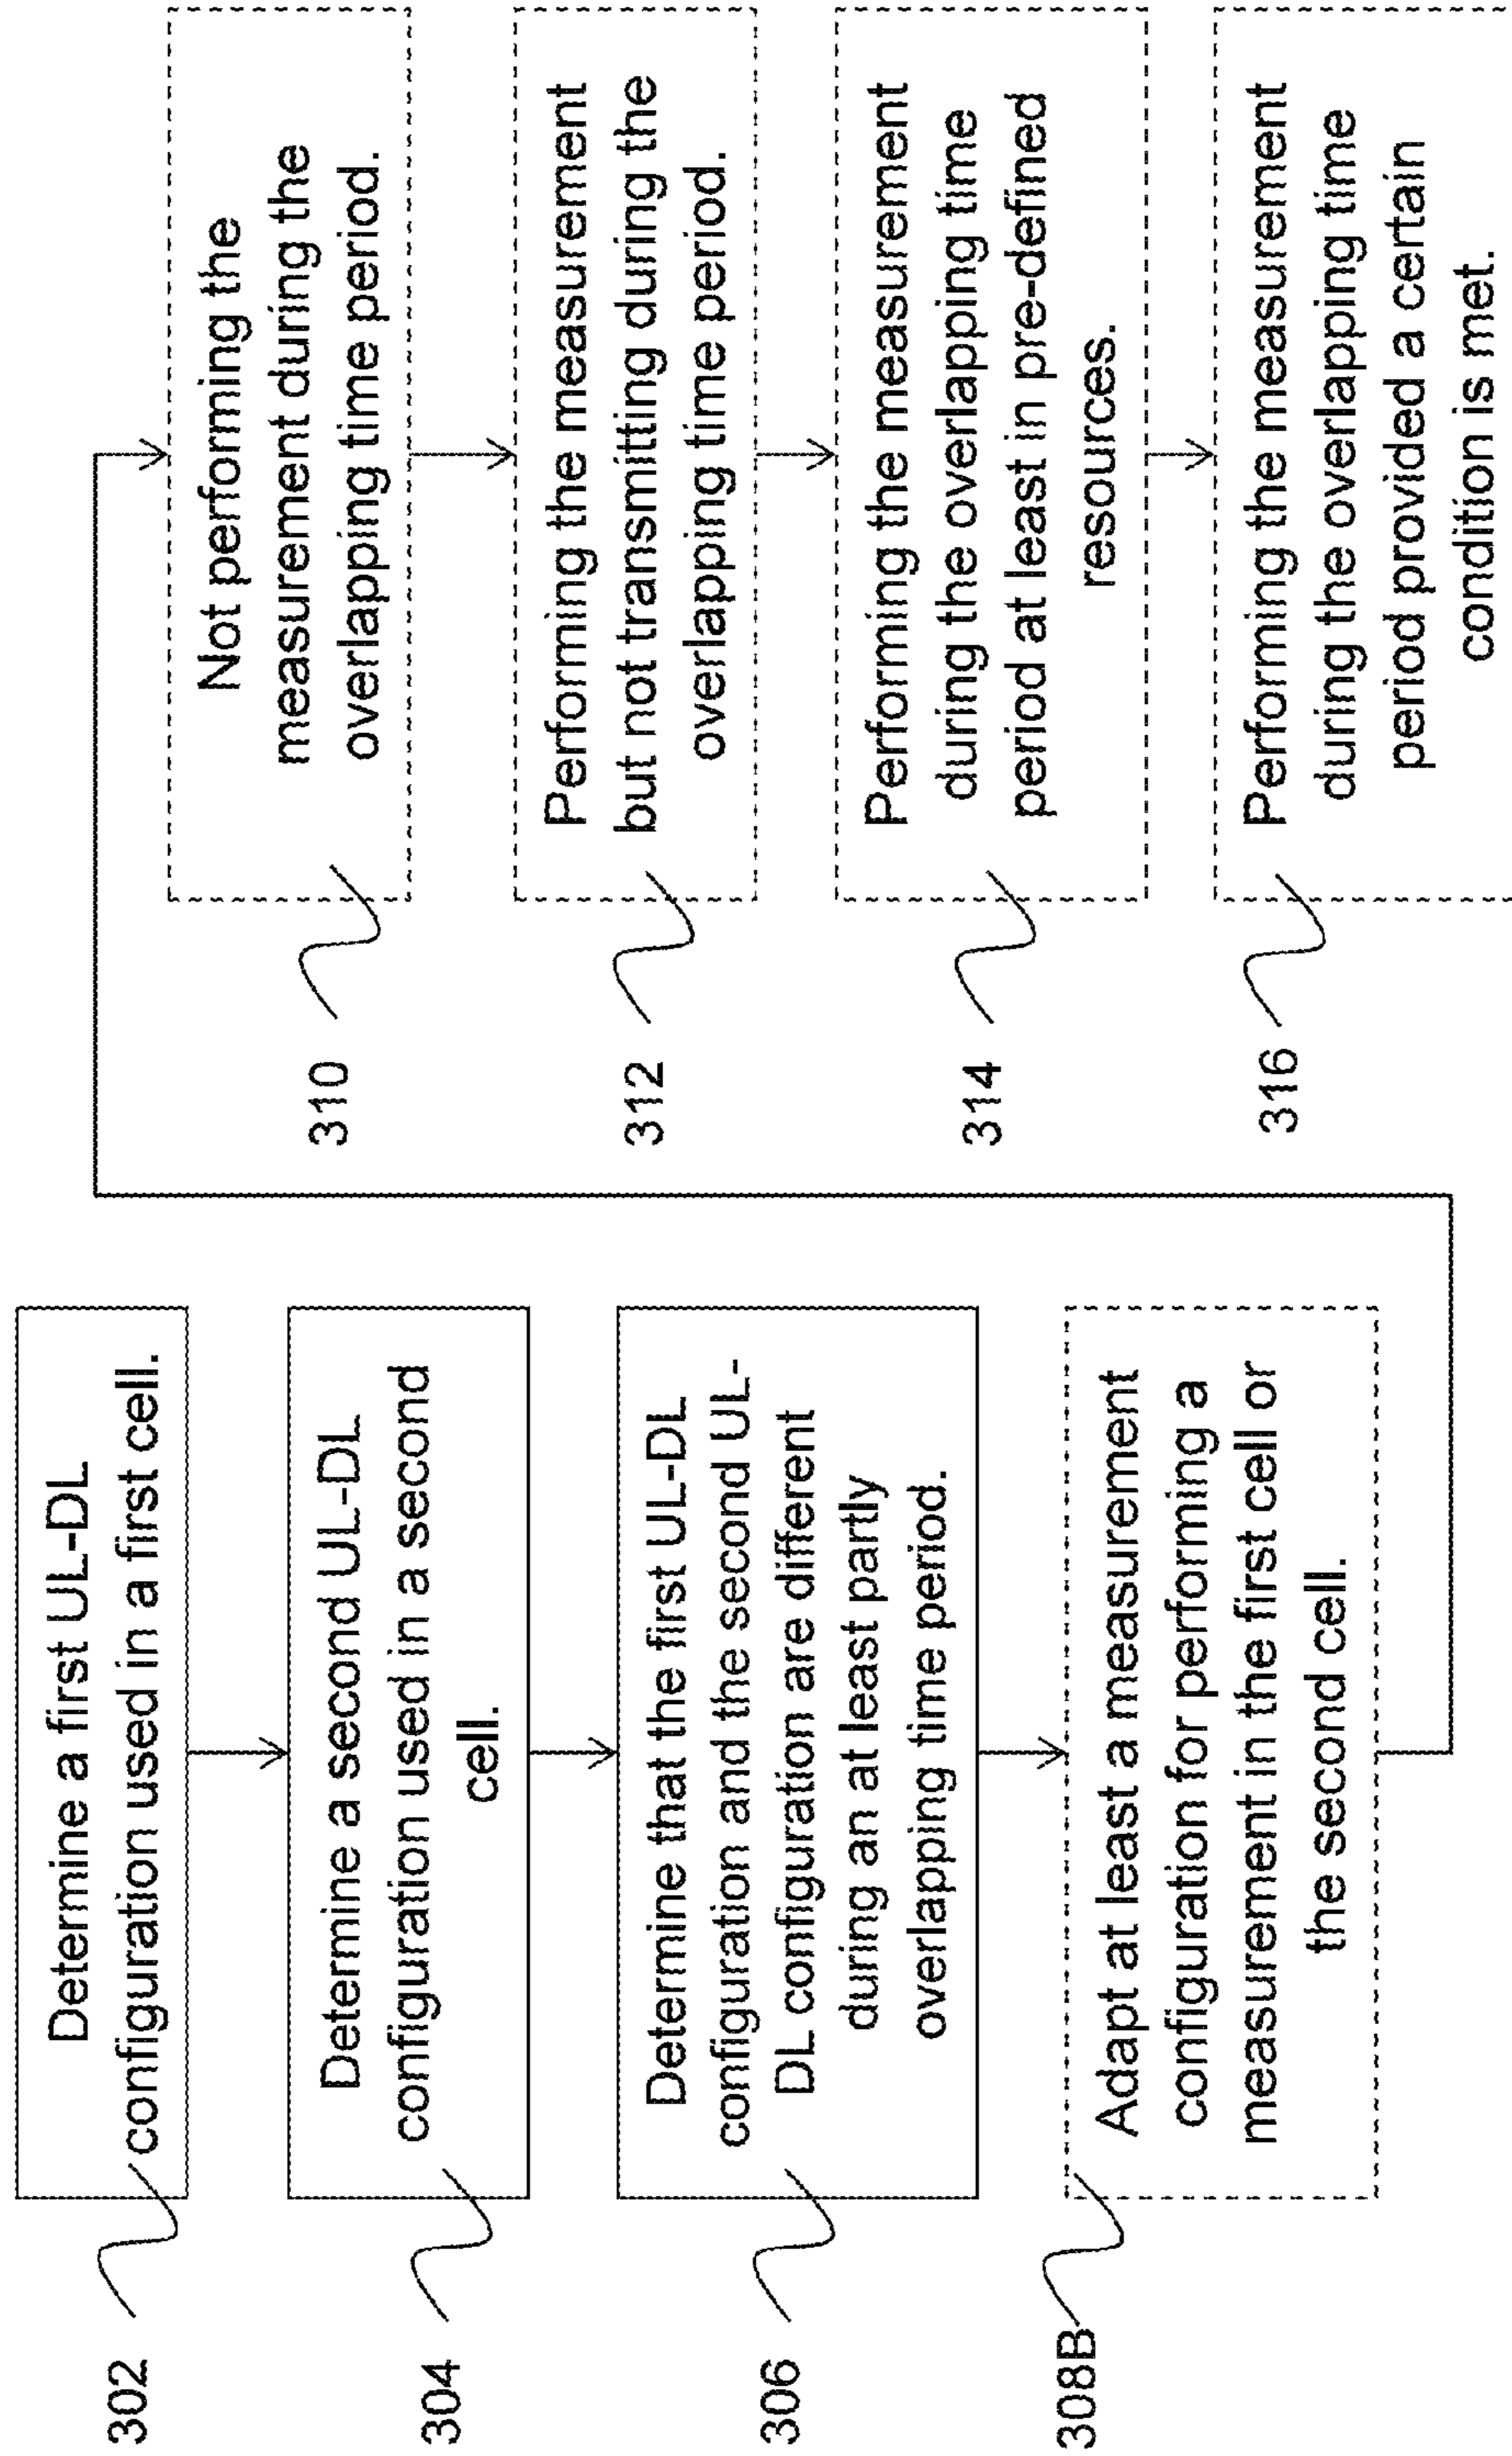 302
Determine a first UL-DL
configuration used in a first cell.
304
Determine a second UL-DL
configuration used in a second
cell.
306
Determine that the first UL-DL
configuration and the second UL-
DL configuration are different
during an at least partly
overlapping time period.
308B
Adapt at least a measurement
configuration for performing a
measurement in the first cell or
the second cell.
310
Not performing the
measurement during the
overlapping time period.
312
Performing the measurement
but not transmitting during the
overlapping time period.
314
Performing the measurement
during the overlapping time
period at least in pre-defined
resources.
316
Performing the measurement
during the overlapping time
period provided a certain
condition is met.